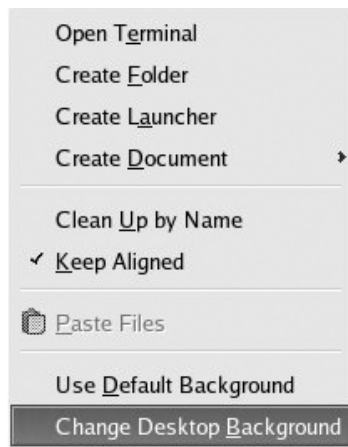 Open Terminal
Create Folder
Create Launcher
Create Document
Clean Up by Name
Keep Aligned
Paste Files
Use Default Background
Change Desktop Background